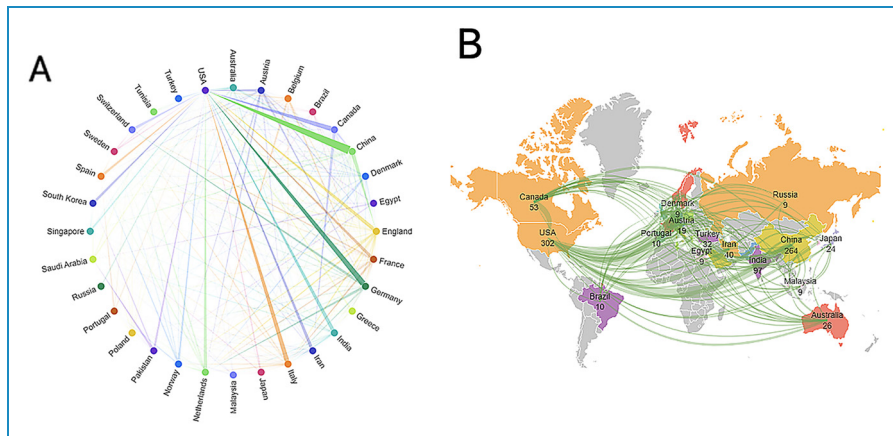 A
USA
Australia
Austria
Belgium
Brazil
Canada
China
Denmark
Egypt
England
France
Germany
Greece
India
Iran
Italy
Japan
Malaysia
Netherlands
Norway
Pakistan
Poland
Portugal
Russia
Saudi Arabia
Singapore
South Korea
Spain
Sweden
Switzerland
Tunisia
Turkey
B
Canada
53
USA
302
Brazil
10
Denmark
9
Austria
19
Portugal
10
Turkey
32
Egypt
9
Iran
40
Russia
9
China
264
Japan
24
India
97
Malaysia
9
Australia
26